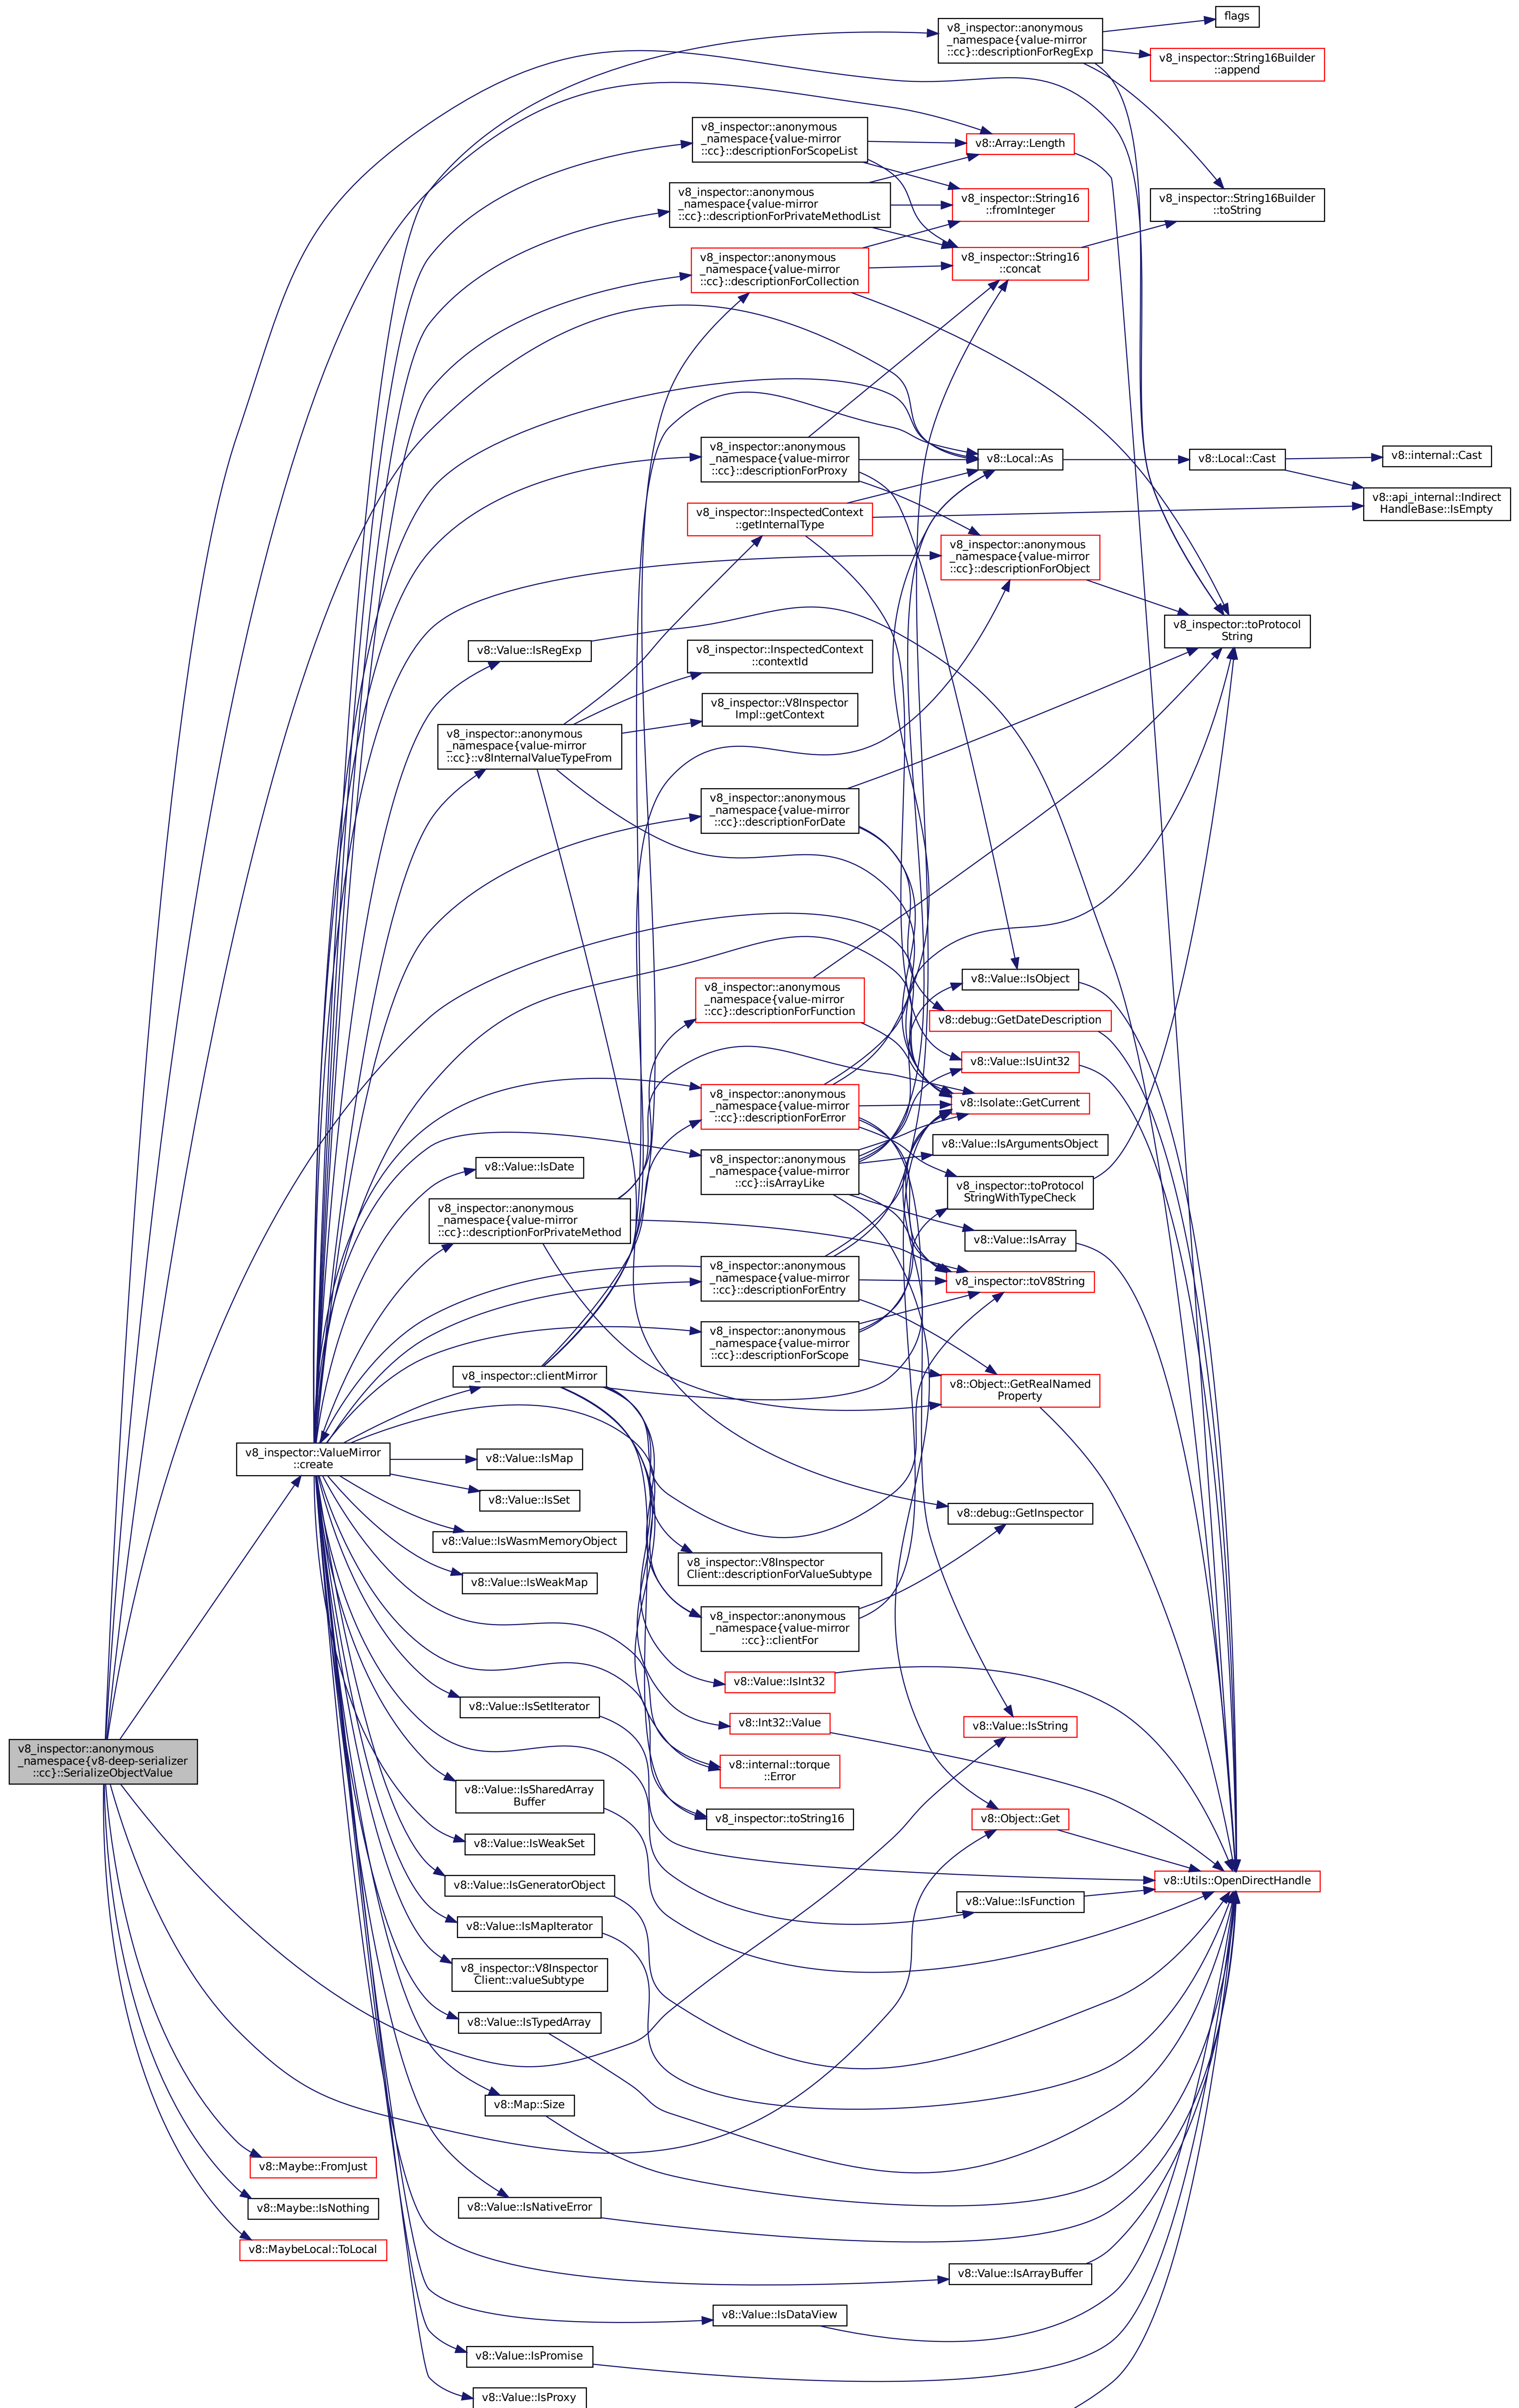 v8_inspector::anonymous
_namespace{value-mirror
::cc}::descriptionForRegExp
flags
v8_inspector::String16Builder
::append
v8_inspector::anonymous
_namespace{value-mirror
::cc}::descriptionForScopeList
v8::Array::Length
v8_inspector::anonymous
_namespace{value-mirror
::cc}::descriptionForPrivateMethodList
v8_inspector::String16
::fromInteger
v8_inspector::String16Builder
::toString
v8_inspector::anonymous
_namespace{value-mirror
::cc}::descriptionForCollection
v8_inspector::String16
::concat
v8_inspector::anonymous
_namespace{value-mirror
::cc}::descriptionForProxy
v8::Local::As
v8::Local::Cast
v8::internal::Cast
v8_inspector::InspectedContext
::getInternalType
v8::api_internal::Indirect
HandleBase::IsEmpty
v8_inspector::anonymous
_namespace{value-mirror
::cc}::descriptionForObject
v8_inspector::toProtocol
String
v8::Value::IsRegExp
v8_inspector::InspectedContext
::contextId
v8_inspector::V8Inspector
Impl::getContext
v8_inspector::anonymous
_namespace{value-mirror
::cc}::v8InternalValueTypeFrom
v8_inspector::anonymous
_namespace{value-mirror
::cc}::descriptionForDate
v8::Value::IsObject
v8_inspector::anonymous
_namespace{value-mirror
::cc}::descriptionForFunction
v8::debug::GetDateDescription
v8::Value::IsUint32
v8_inspector::anonymous
_namespace{value-mirror
::cc}::descriptionForError
v8::Isolate::GetCurrent
v8::Value::IsArgumentsObject
v8::Value::IsDate
v8_inspector::anonymous
_namespace{value-mirror
::cc}::isArrayLike
v8_inspector::toProtocol
StringWithTypeCheck
v8_inspector::anonymous
_namespace{value-mirror
::cc}::descriptionForPrivateMethod
v8::Value::IsArray
v8_inspector::anonymous
_namespace{value-mirror
::cc}::descriptionForEntry
v8_inspector::toV8String
v8_inspector::anonymous
_namespace{value-mirror
::cc}::descriptionForScope
v8_inspector::clientMirror
v8::Object::GetRealNamed
Property
v8_inspector::ValueMirror
::create
v8::Value::IsMap
v8::Value::IsSet
v8::debug::GetInspector
v8::Value::IsWasmMemoryObject
v8_inspector::V8Inspector
Client::descriptionForValueSubtype
v8::Value::IsWeakMap
v8_inspector::anonymous
_namespace{value-mirror
::cc}::clientFor
v8::Value::IsInt32
v8::Value::IsSetIterator
v8::Int32::Value
v8::Value::IsString
v8_inspector::anonymous
_namespace{v8-deep-serializer
::cc}::SerializeObjectValue
v8::internal::torque
::Error
v8::Value::IsSharedArray
Buffer
v8_inspector::toString16
v8::Object::Get
v8::Value::IsWeakSet
v8::Utils::OpenDirectHandle
v8::Value::IsGeneratorObject
v8::Value::IsFunction
v8::Value::IsMapIterator
v8_inspector::V8Inspector
Client::valueSubtype
v8::Value::IsTypedArray
v8::Map::Size
v8::Maybe::FromJust
v8::Maybe::IsNothing
v8::Value::IsNativeError
v8::MaybeLocal::ToLocal
v8::Value::IsArrayBuffer
v8::Value::IsDataView
v8::Value::IsPromise
v8::Value::IsProxy